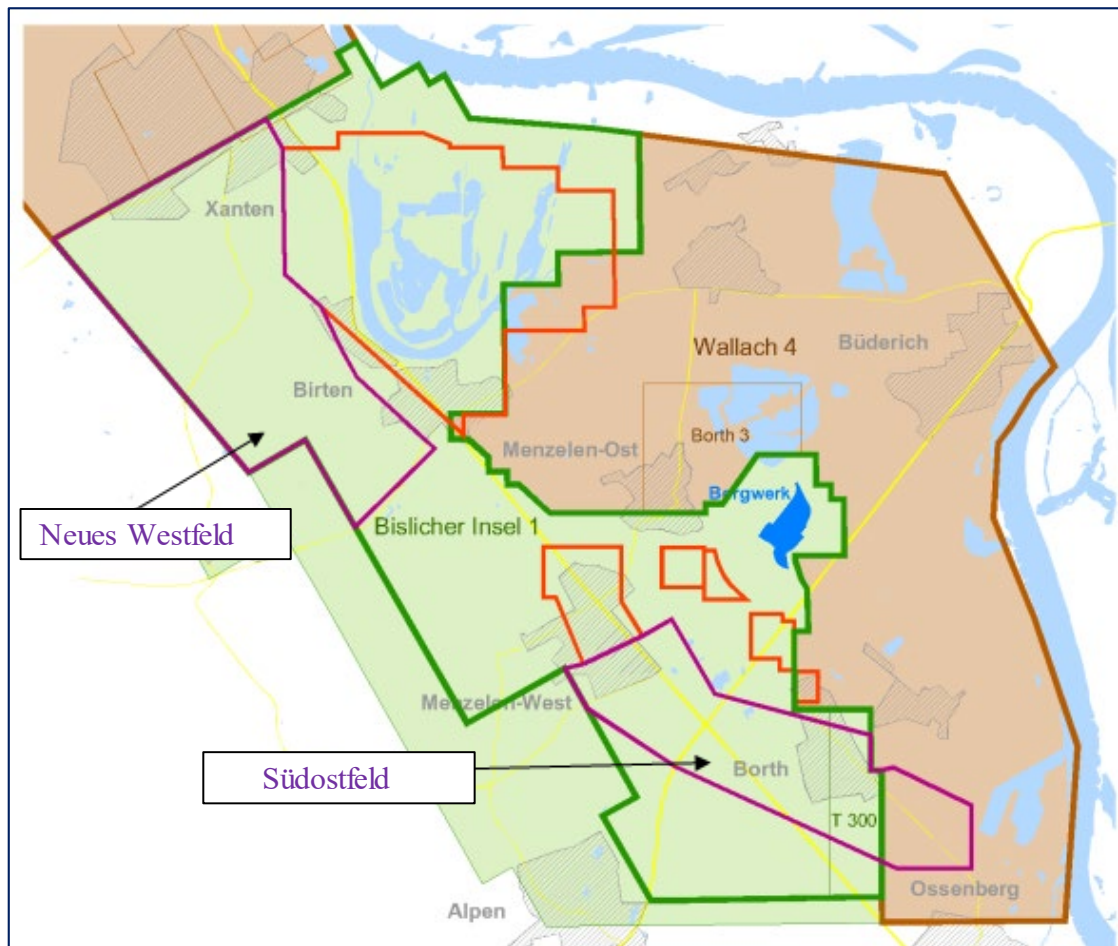 Xanten
Wallach 4
Büderich
Birten
Borth 3
Menzelen-Ost
Bergwerk
Neues Westfeld
Bislicher Insel 1
Menzelen-West
Südostfeld
Borth
T 300
Ossenberg
Alpen